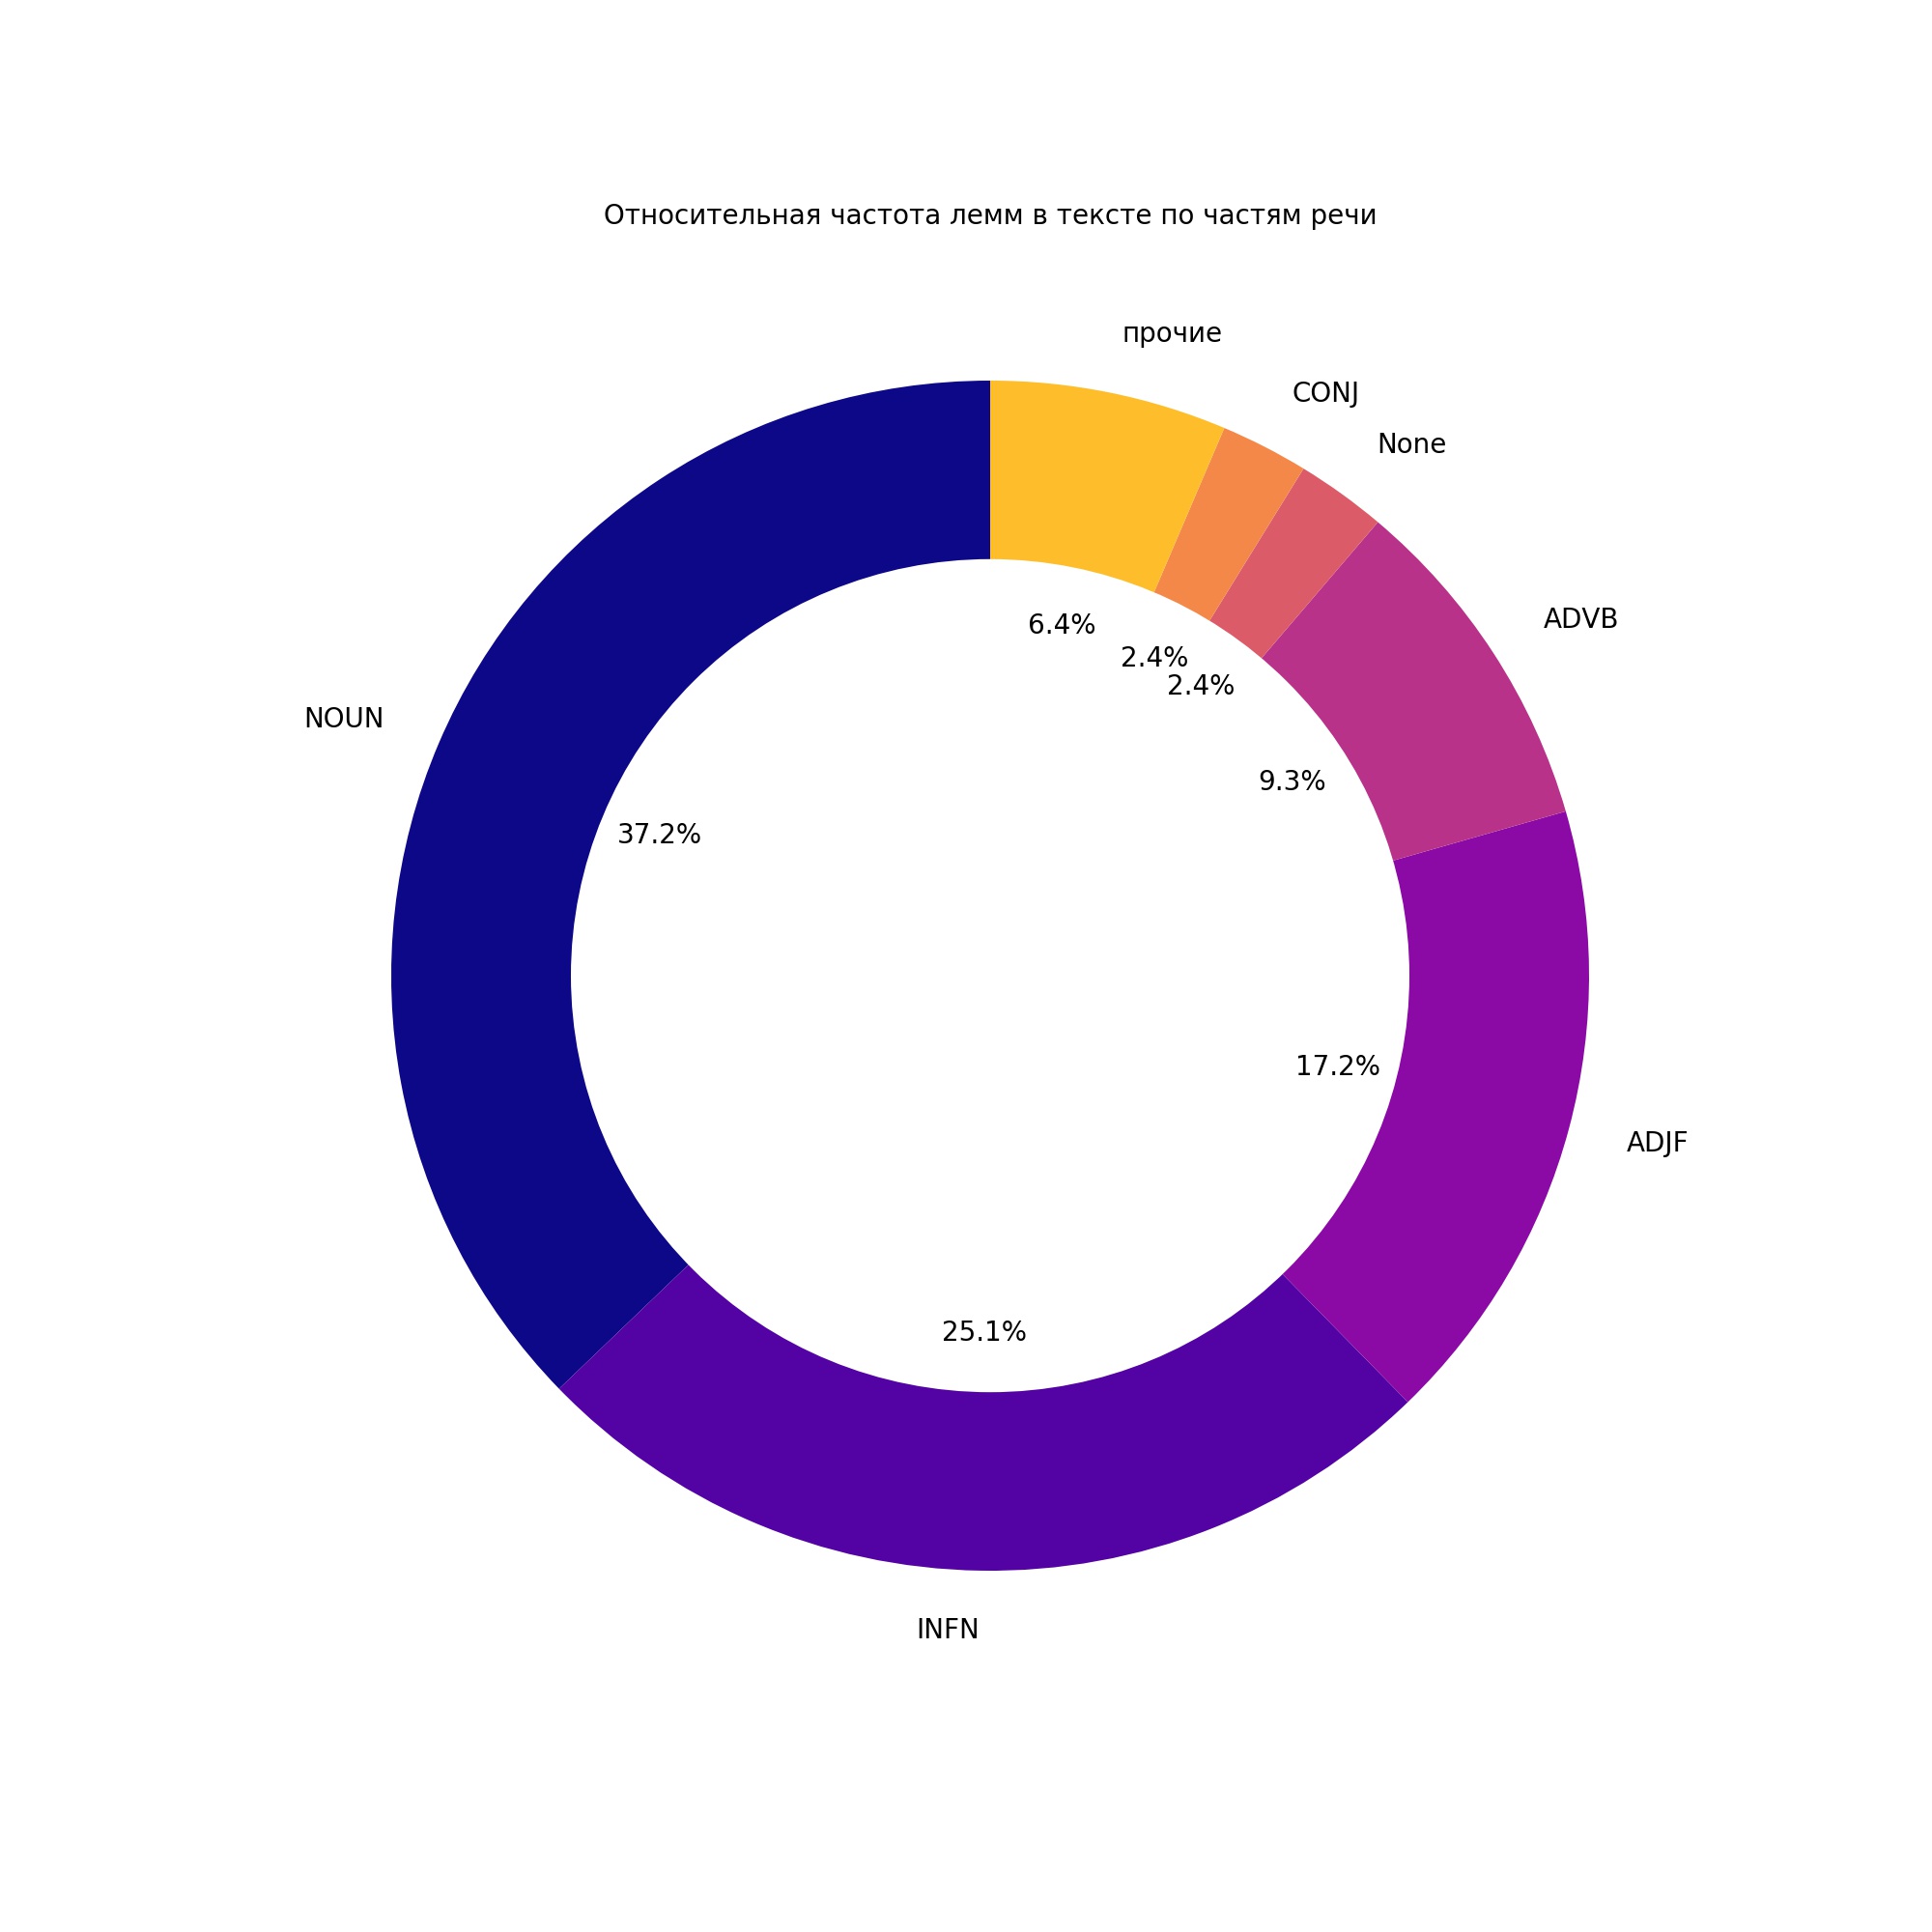 Относительная частота лемм в тексте по частям речи
прочие
CONJ
None
ADVB
NOUN
ADJF
INFN
6.4%
2.4%
2.4%
9.3%
37.2%
17.2%
25.1%